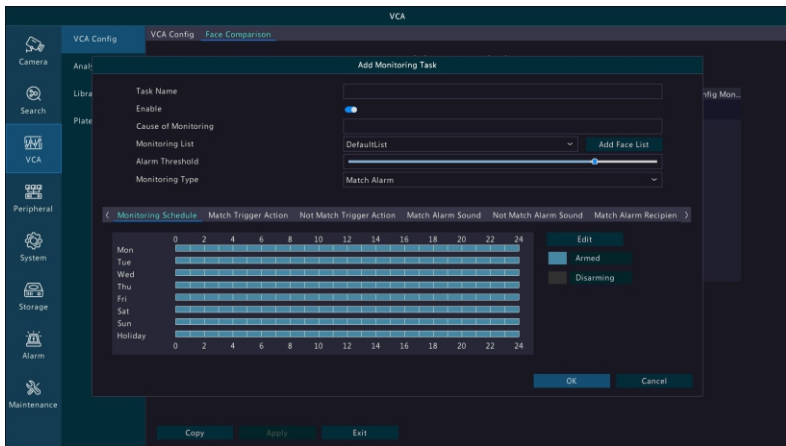 VCA
VCA Config
VCA Config Face Comparison
Camera
Search
VCA
Peripheral
System
Storage
Alarm
Maintenance
Anal
Libra
Plate
nfig Mon...
Add Monitoring Task
Task Name
Enable
Cause of Monitoring
Monitoring List DefaultList Add Face List
Alarm Threshold
Monitoring Type Match Alarm
Monitoring Schedule Match Trigger Action Not Match Trigger Action Match Alarm Sound Not Match Alarm Sound Match Alarm Recipien
0 2 4 6 8 10 12 14 16 18 20 22 24
Mon
Tue
Wed
Thu
Fri
Sat
Sun
Holiday
0 2 4 6 8 10 12 14 16 18 20 22 24
Edit
Armed
Disarming
OK Cancel
Copy Apply Exit